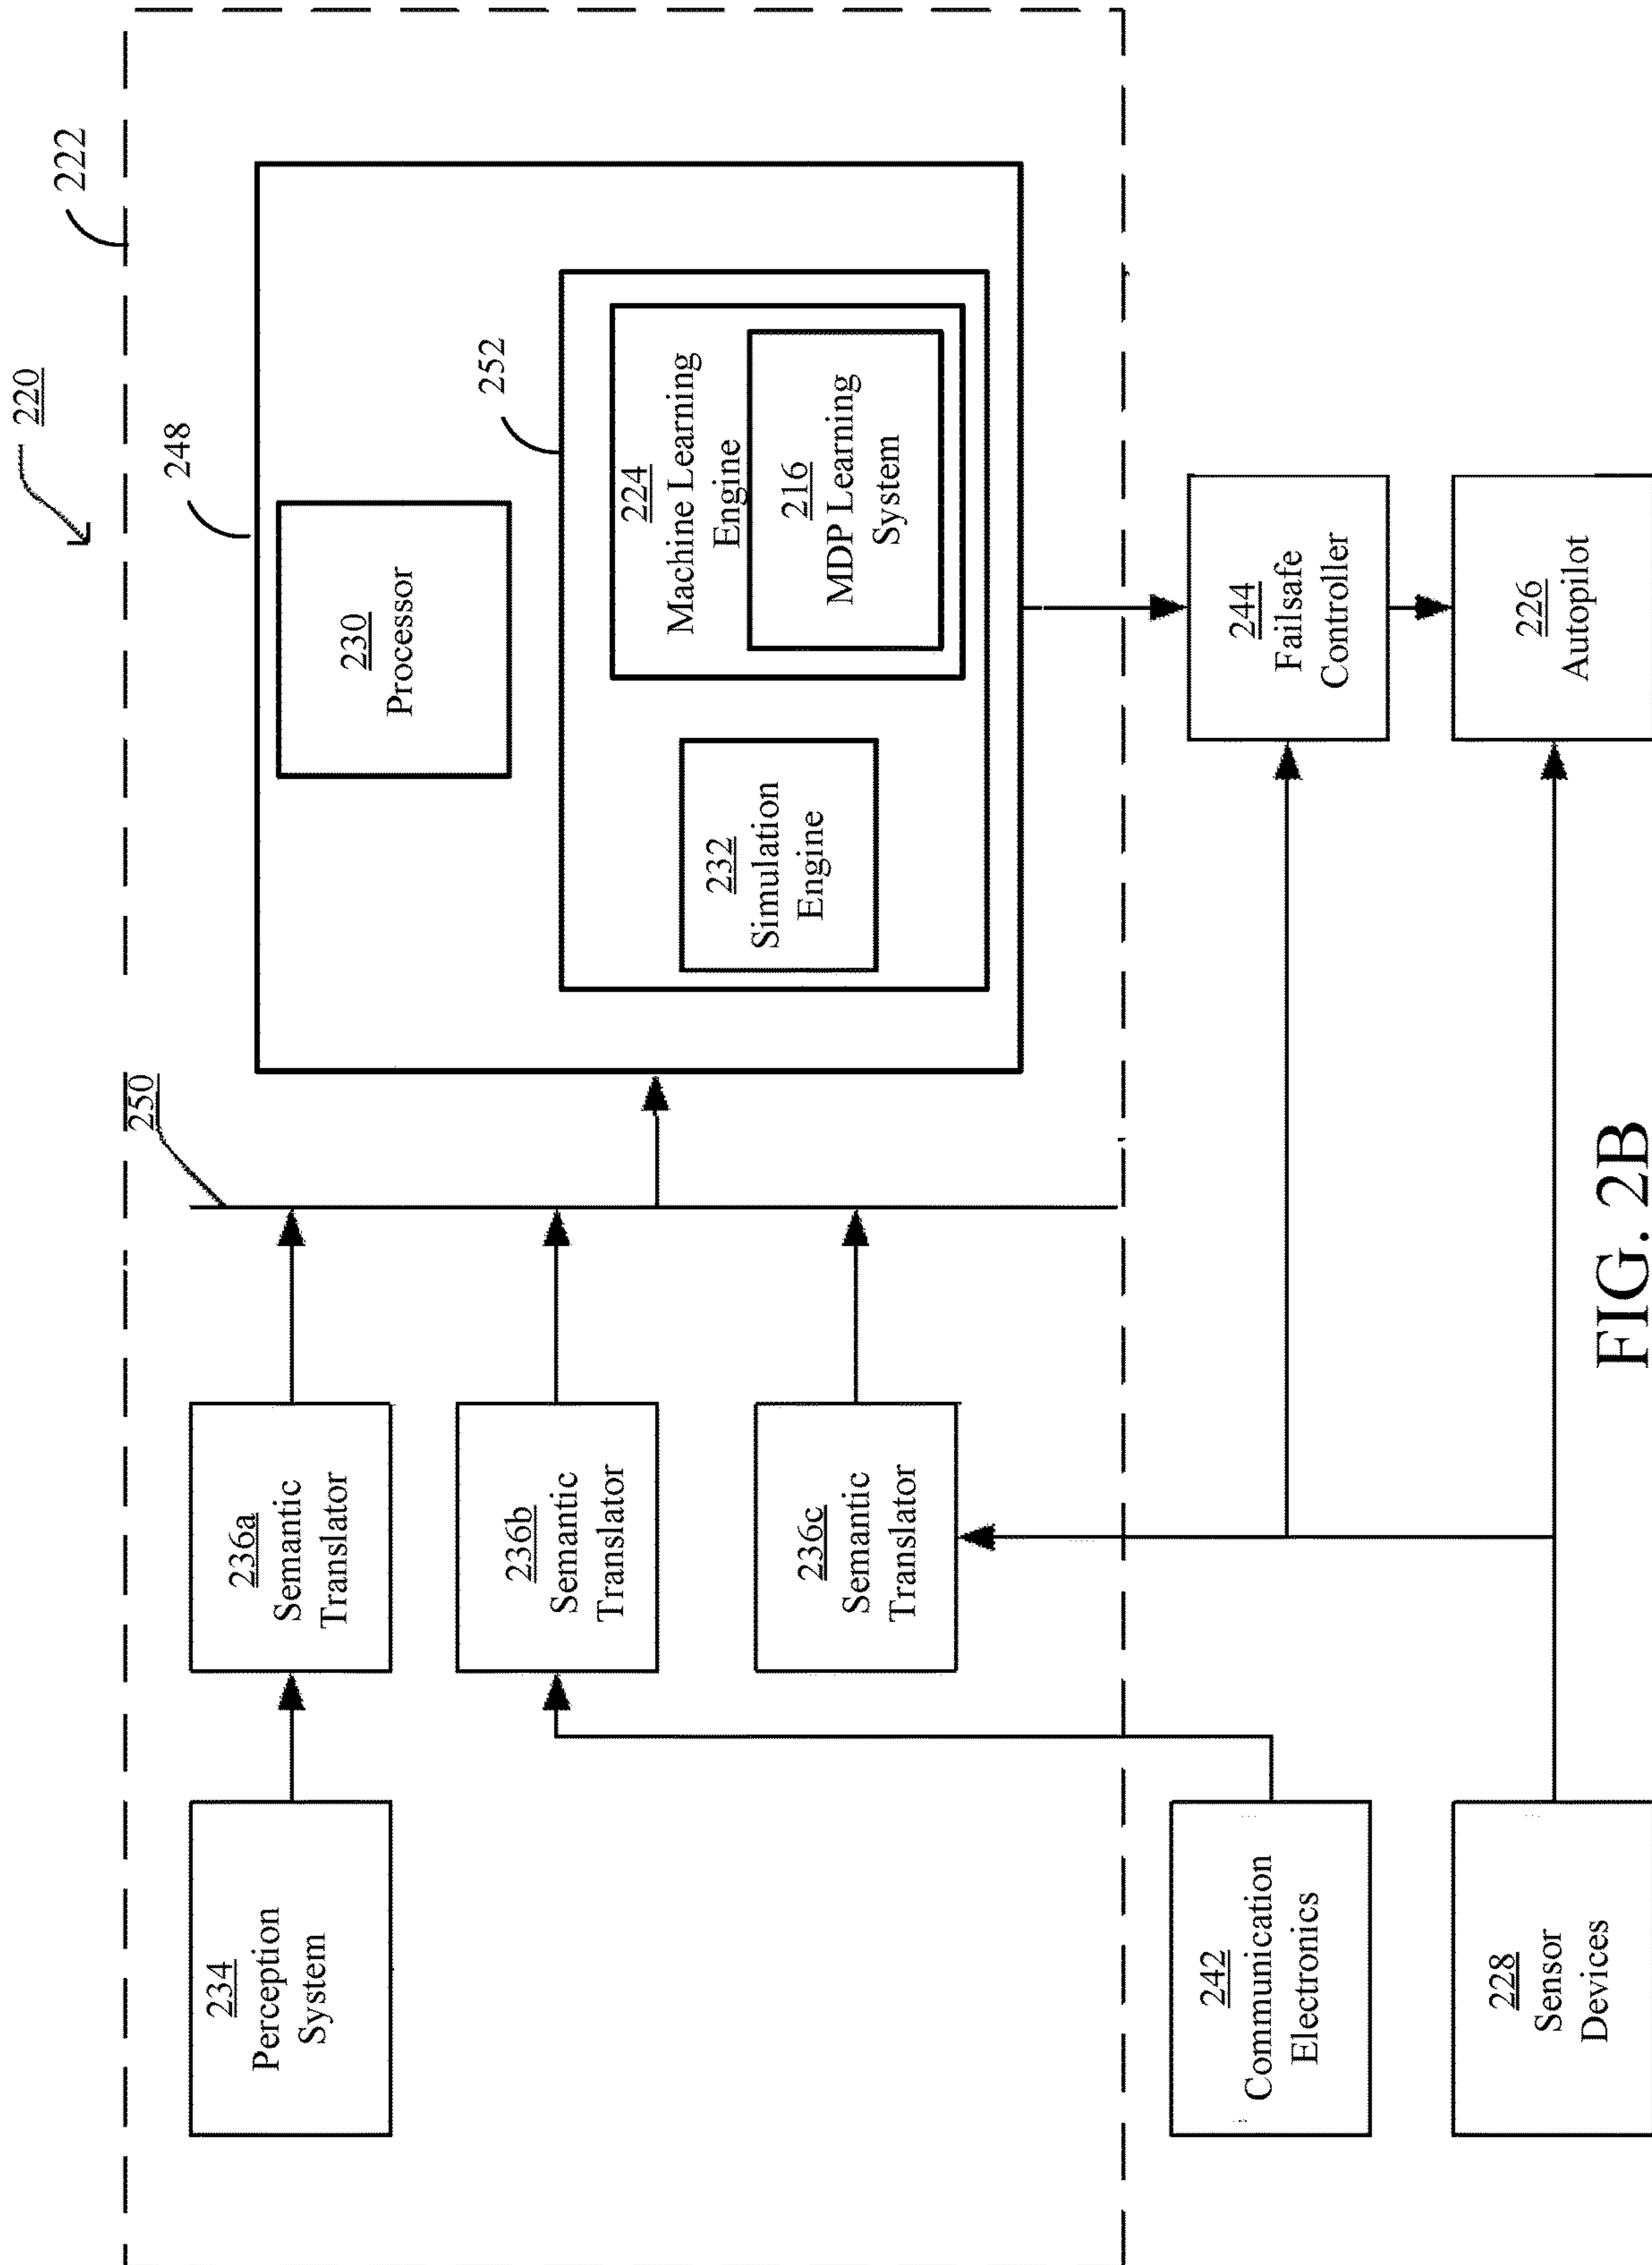 220
222
248
250
252
234
Perception
System
236a
Semantic
Translator
236b
Semantic
Translator
236c
Semantic
Translator
230
Processor
232
Simulation
Engine
224
Machine Learning
Engine
216
MDP Learning
System
242
Communication
Electronics
228
Sensor
Devices
244
Failsafe
Controller
226
Autopilot
FIG. 2B